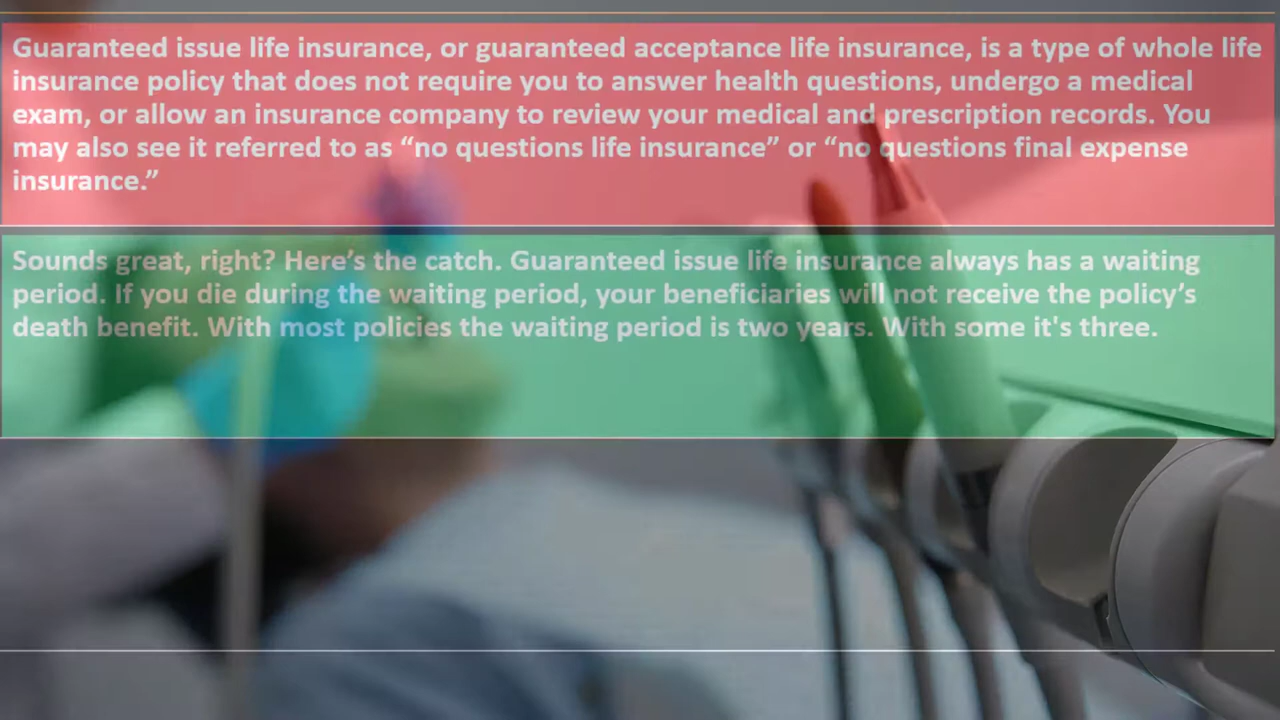 Guaranteed issue life insurance, or guaranteed acceptance life insurance, is a type of whole life
insurance policy that does not require you to answer health questions, undergo a medical
exam, or allow an insurance company to review your medical and prescription records. You
may also see it referred to as “no questions life insurance” or “no questions final expense
insurance.”
Sounds great, right? Here’s the catch. Guaranteed issue life insurance always has a waiting
period. If you die during the waiting period, your beneficiaries will not receive the policy’s
death benefit. With most policies the waiting period is two years. With some it's three.